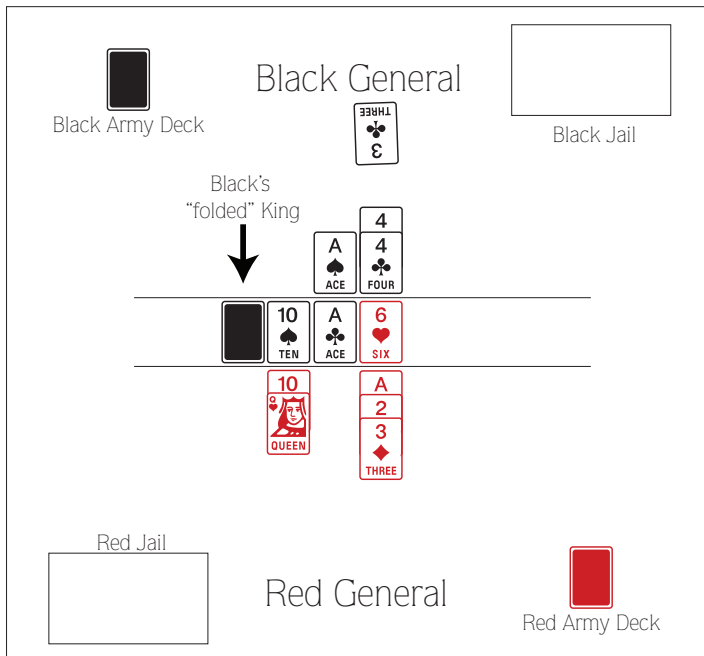 Black General
Black Army Deck
Black Jail
THREE
3
Black's
"folded" King
4
A
4
ACE
FOUR
10
A
6
TEN
ACE
SIX
10
A
Q
2
QUEEN
3
THREE
Red Jail
Red General
Red Army Deck